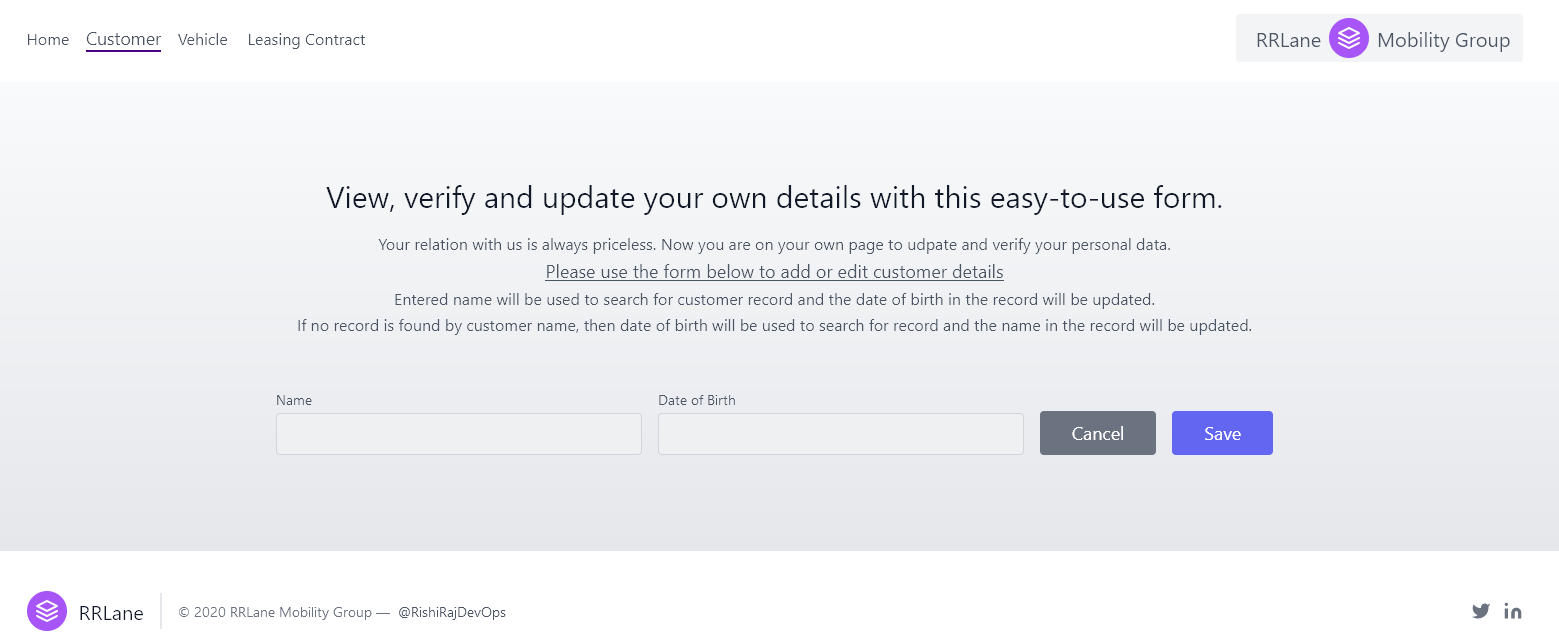 Home Customer Vehicle Leasing Contract RRLane Mobility Group
View, verify and update your own details with this easy-to-use form.
Your relation with us is always priceless. Now you are on your own page to udpate and verify your personal data.
Please use the form below to add or edit customer details
Entered name will be used to search for customer record and the date of birth in the record will be updated.
If no record is found by customer name, then date of birth will be used to search for record and the name in the record will be updated.
Name Date of Birth
Cancel Save
RRLane © 2020 RRLane Mobility Group — @RishiRajDevOps in